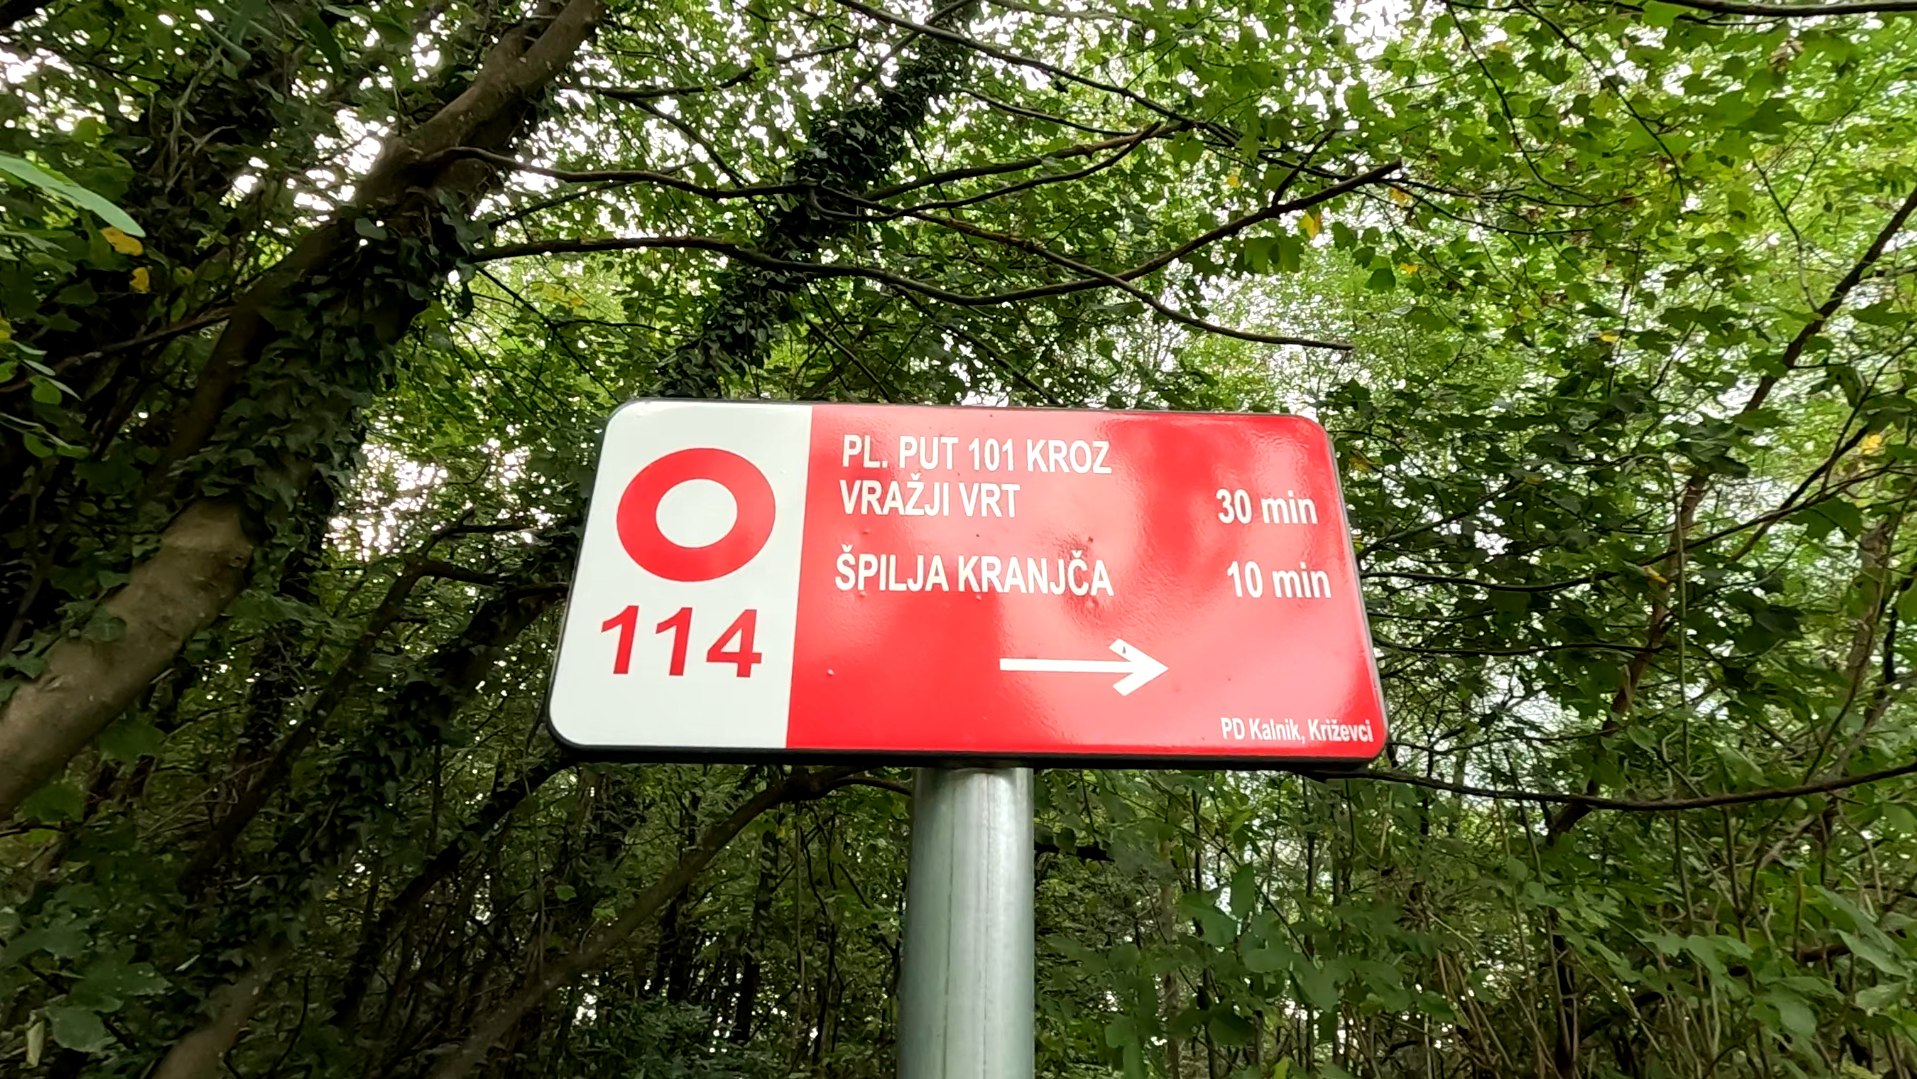 PL. PUT 101 KROZ
VRAŽJI VRT 30 min
ŠPILJA KRANJČA 10 min
114
PD Kalnik, Križevci